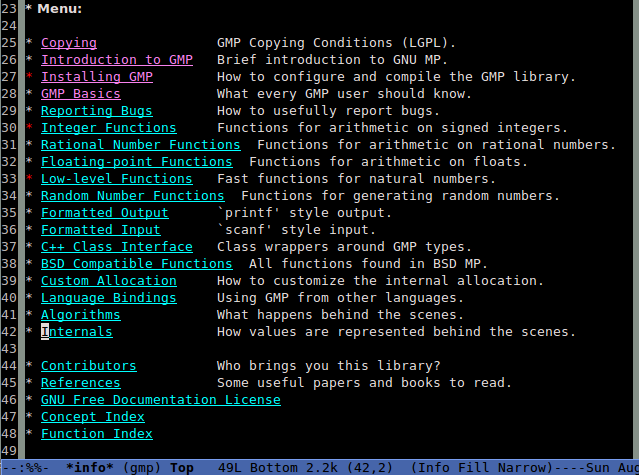 23 * Menu:
24
25 * Copying GMP Copying Conditions (LGPL).
26 * Introduction to GMP Brief introduction to GNU MP.
27 * Installing GMP How to configure and compile the GMP library.
28 * GMP Basics What every GMP user should know.
29 * Reporting Bugs How to usefully report bugs.
30 * Integer Functions Functions for arithmetic on signed integers.
31 * Rational Number Functions Functions for arithmetic on rational numbers.
32 * Floating-point Functions Functions for arithmetic on floats.
33 * Low-level Functions Fast functions for natural numbers.
34 * Random Number Functions Functions for generating random numbers.
35 * Formatted Output `printf' style output.
36 * Formatted Input `scanf' style input.
37 * C++ Class Interface Class wrappers around GMP types.
38 * BSD Compatible Functions All functions found in BSD MP.
39 * Custom Allocation How to customize the internal allocation.
40 * Language Bindings Using GMP from other languages.
41 * Algorithms What happens behind the scenes.
42 * Internals How values are represented behind the scenes.
43
44 * Contributors Who brings you this library?
45 * References Some useful papers and books to read.
46 * GNU Free Documentation License
47 * Concept Index
48 * Function Index
49
--:%%- *info* (gmp) Top 49L Bottom 2.2k (42,2) (Info Fill Narrow)----Sun Aug